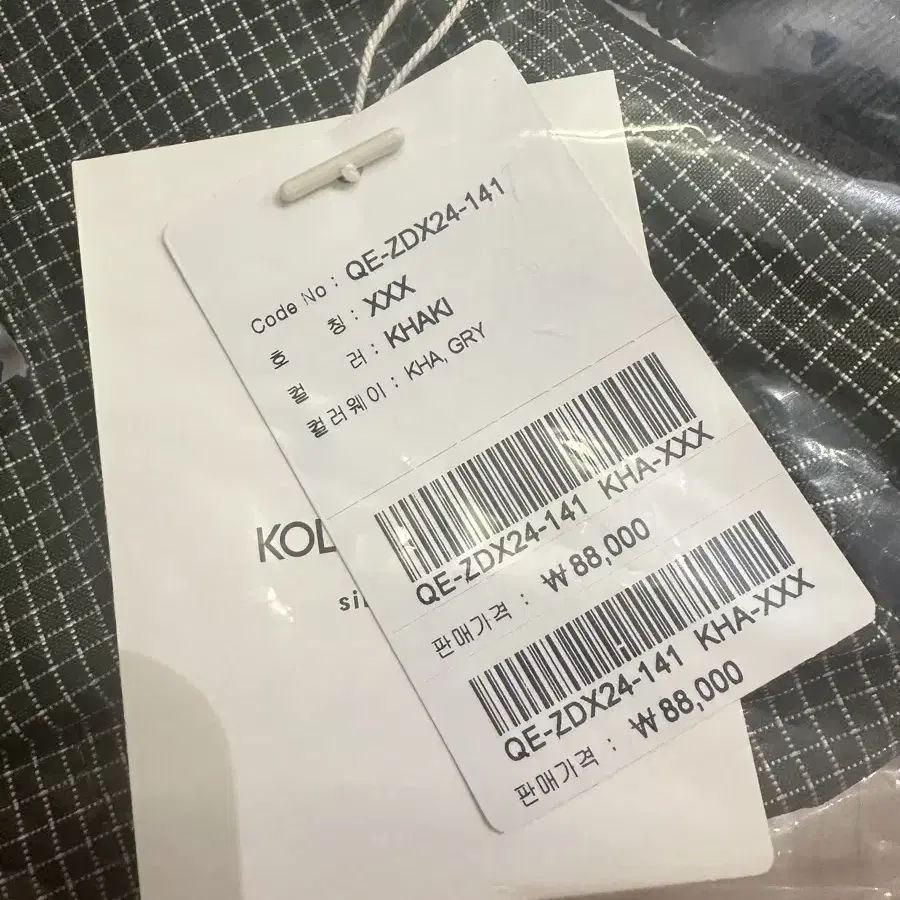 Code No : QE-ZDX24-141
호 칭 : XXX
컬 러 : KHAKI
컬러웨이 : KHA, GRY
QE-ZDX24-141 KHA-XXX
판매가격 : ₩ 88,000
QE-ZDX24-141 KHA-XXX
판매가격 : ₩ 88,000